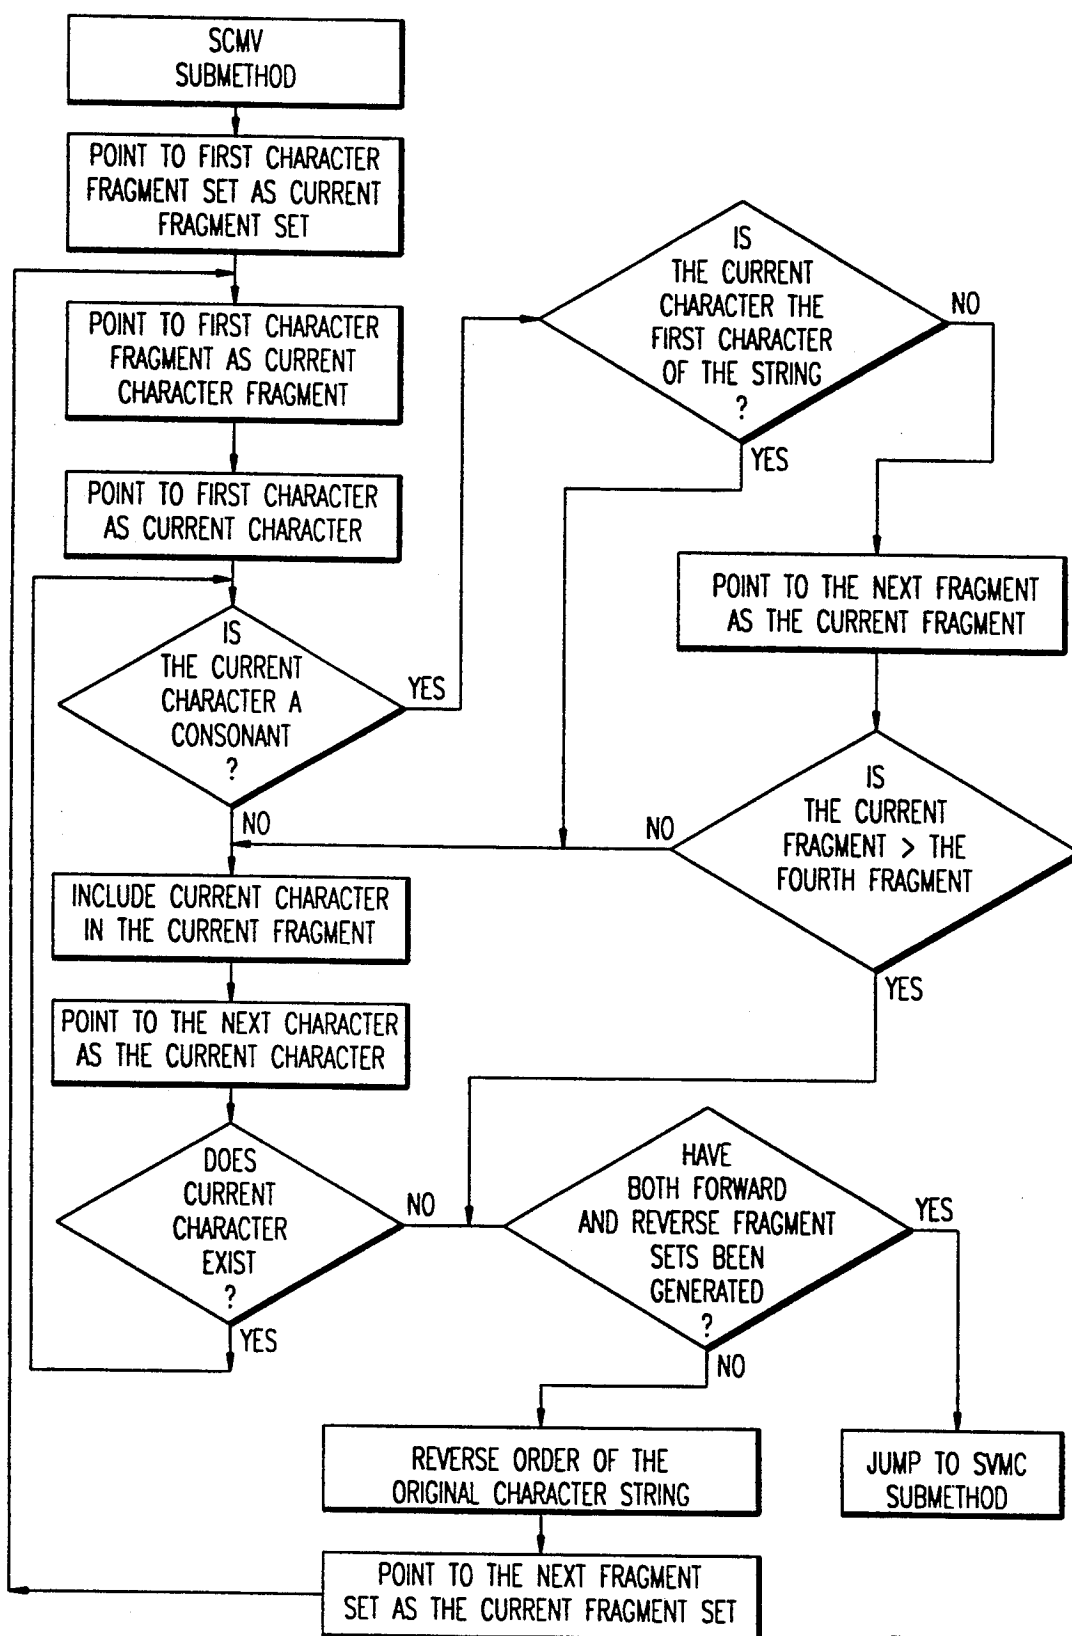 SCMV
SUBMETHOD
POINT TO FIRST CHARACTER
FRAGMENT SET AS CURRENT
FRAGMENT SET
POINT TO FIRST CHARACTER
FRAGMENT AS CURRENT
CHARACTER FRAGMENT
POINT TO FIRST CHARACTER
AS CURRENT CHARACTER
IS
THE CURRENT
CHARACTER A
CONSONANT
?
YES
NO
IS
THE CURRENT
CHARACTER THE
FIRST CHARACTER
OF THE STRING
?
NO
YES
POINT TO THE NEXT FRAGMENT
AS THE CURRENT FRAGMENT
IS
THE CURRENT
FRAGMENT > THE
FOURTH FRAGMENT
NO
YES
INCLUDE CURRENT CHARACTER
IN THE CURRENT FRAGMENT
POINT TO THE NEXT CHARACTER
AS THE CURRENT CHARACTER
DOES
CURRENT
CHARACTER
EXIST
?
NO
YES
HAVE
BOTH FORWARD
AND REVERSE FRAGMENT
SETS BEEN
GENERATED
?
YES
NO
REVERSE ORDER OF THE
ORIGINAL CHARACTER STRING
JUMP TO SVMC
SUBMETHOD
POINT TO THE NEXT FRAGMENT
SET AS THE CURRENT FRAGMENT SET